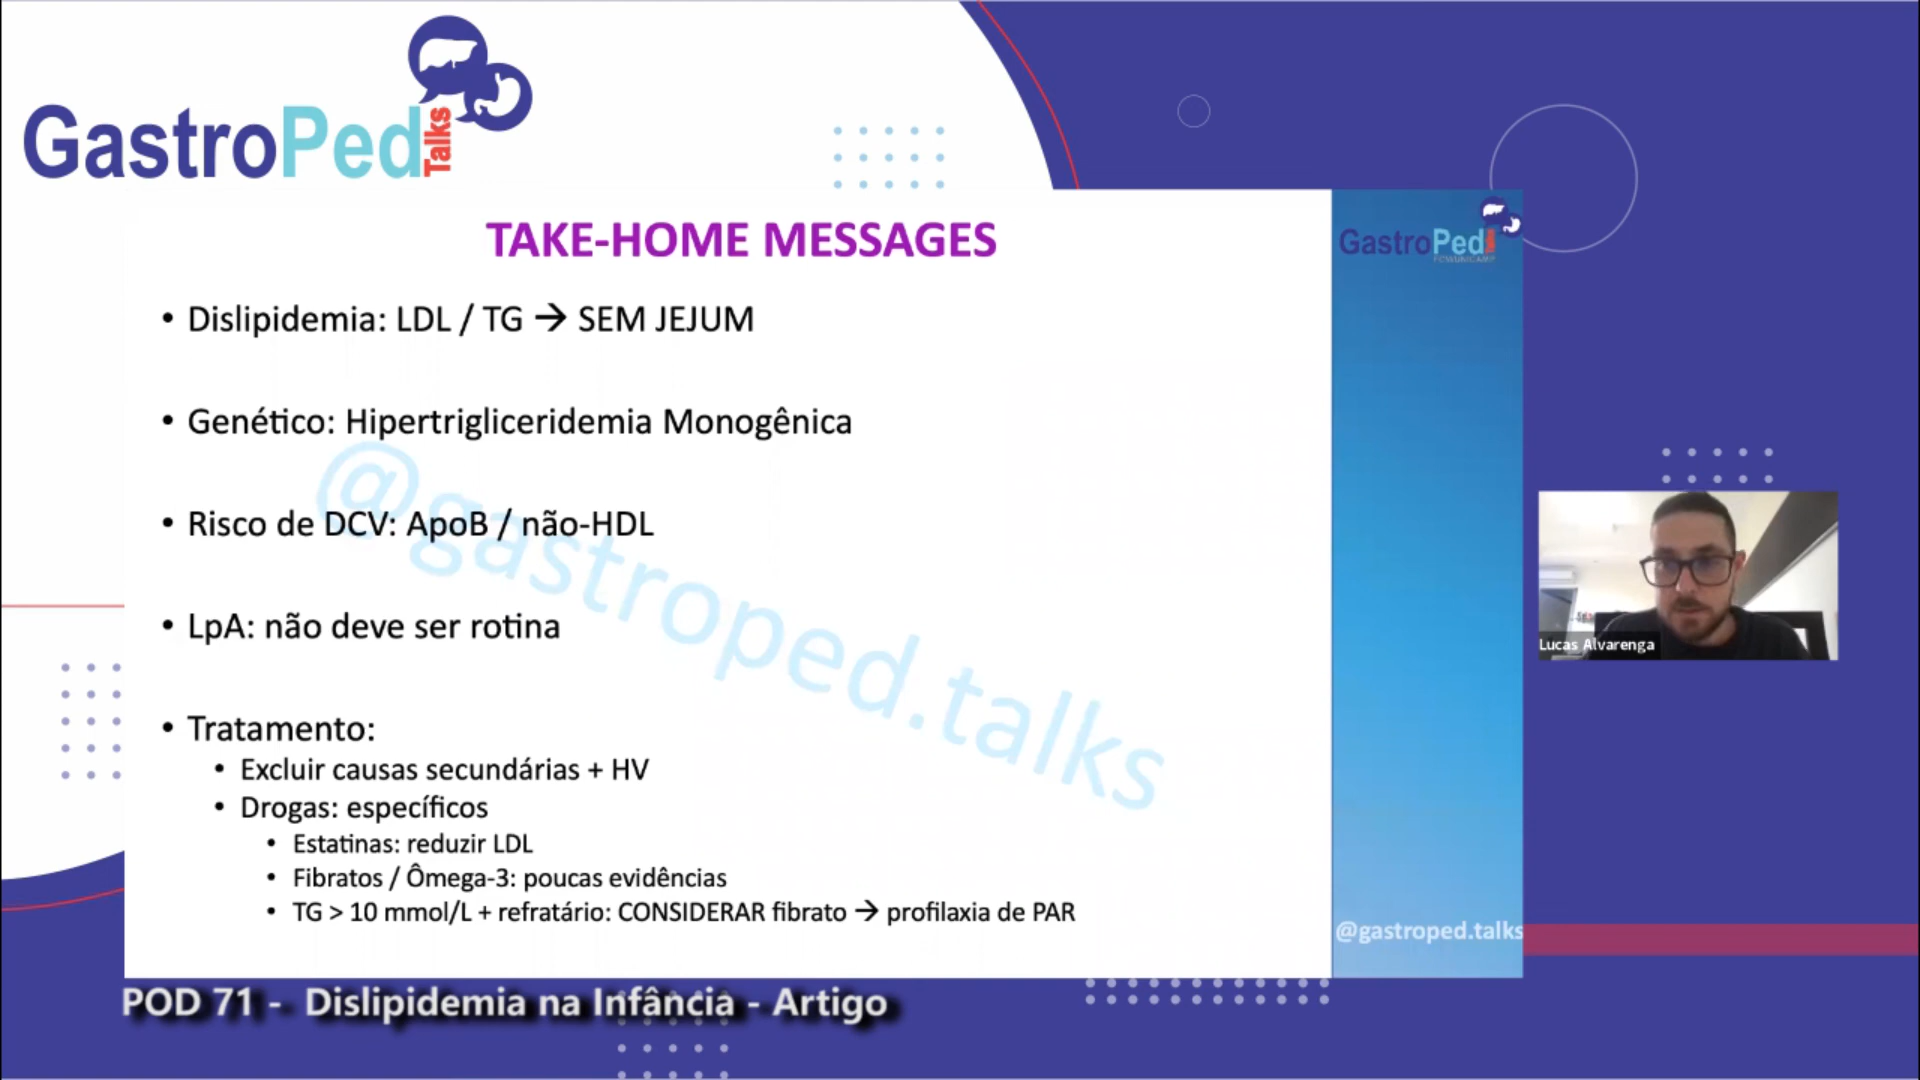 GastroPed Talks
TAKE-HOME MESSAGES
GastroPed
• Dislipidemia: LDL / TG → SEM JEJUM
• Genético: Hipertrigliceridemia Monogênica
• Risco de DCV: ApoB / não-HDL
• LpA: não deve ser rotina
• Tratamento:
• Excluir causas secundárias + HV
• Drogas: específicos
• Estatinas: reduzir LDL
• Fibratos / Ômega-3: poucas evidências
• TG > 10 mmol/L + refratário: CONSIDERAR fibrato → profilaxia de PAR
@gastroped.talks
Lucas Alvarenga
@gastroped.talks
POD 71 - Dislipidemia na Infância - Artigo